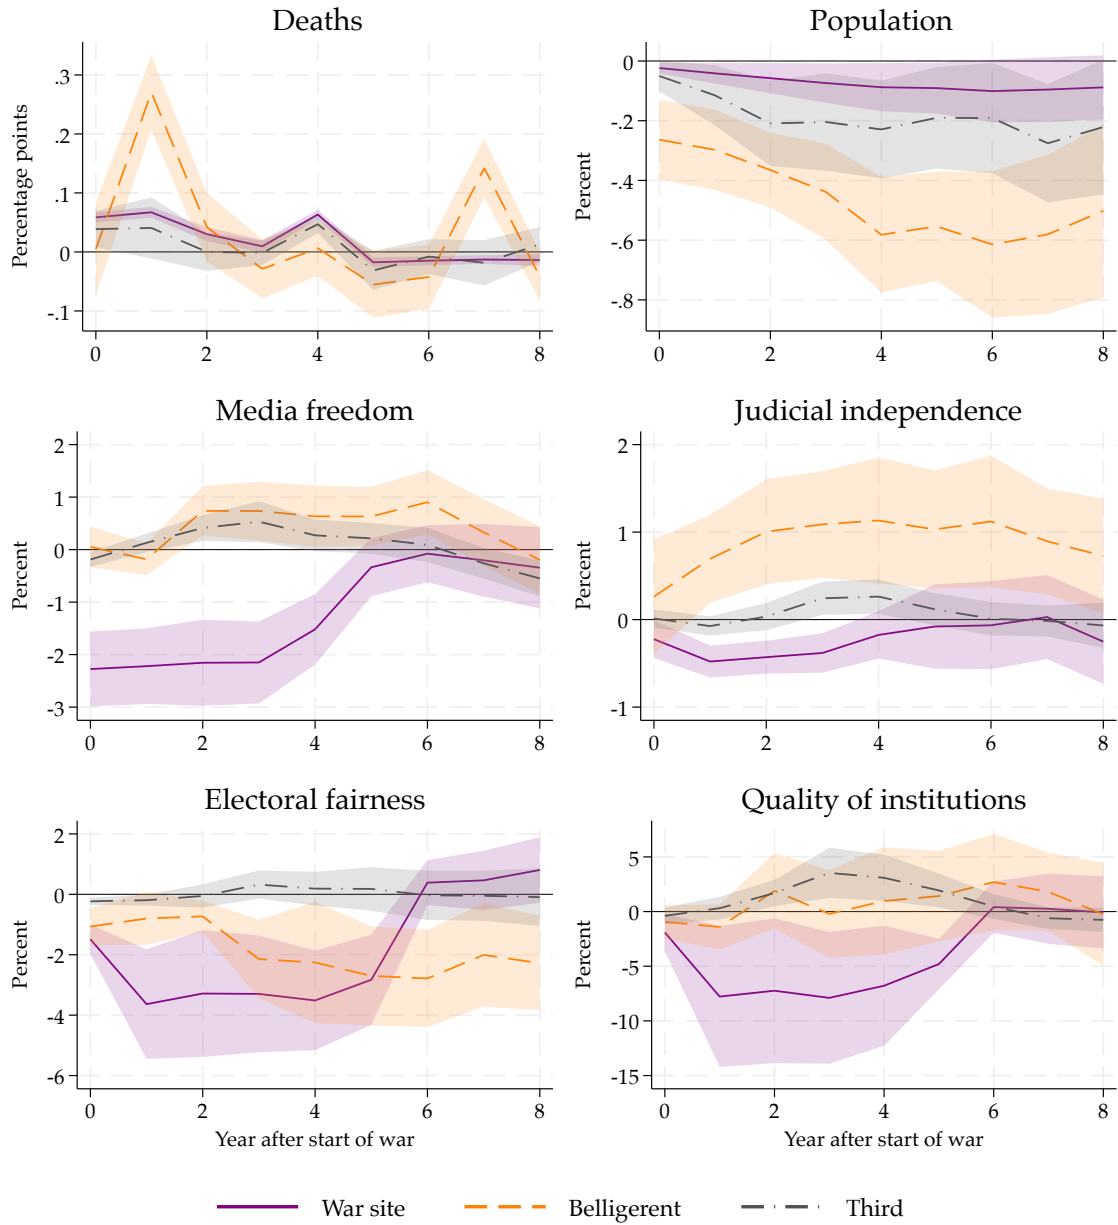 Deaths
Percentage points
.3
.2
.1
0
-.1
0 2 4 6 8
Population
Percent
0
-.2
-.4
-.6
-.8
0 2 4 6 8
Media freedom
Percent
2
1
0
-1
-2
-3
0 2 4 6 8
Judicial independence
Percent
2
1
0
-1
0 2 4 6 8
Electoral fairness
Percent
2
0
-2
-4
-6
0 2 4 6 8
Year after start of war
Quality of institutions
Percent
5
0
-5
-10
-15
0 2 4 6 8
Year after start of war
War site Belligerent Third